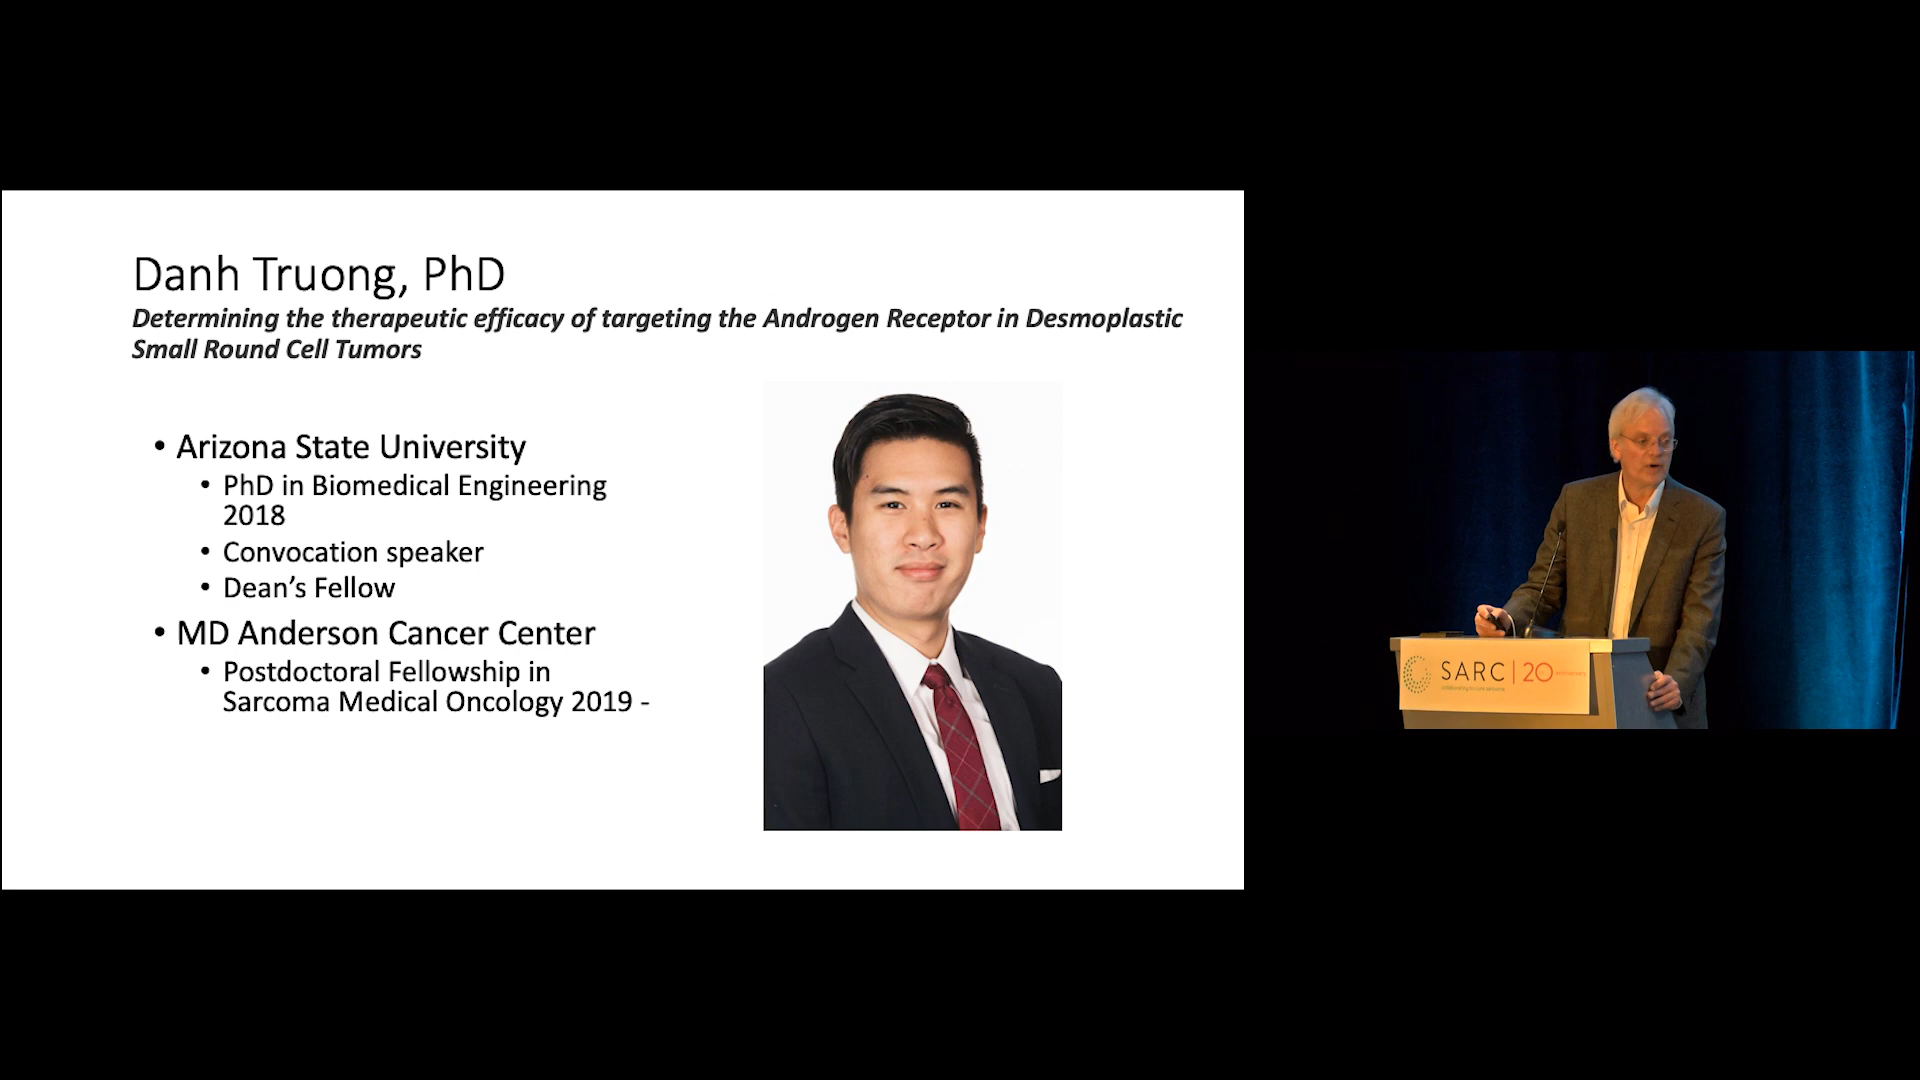 Danh Truong, PhD
Determining the therapeutic efficacy of targeting the Androgen Receptor in Desmoplastic
Small Round Cell Tumors
• Arizona State University
• PhD in Biomedical Engineering
2018
• Convocation speaker
• Dean's Fellow
• MD Anderson Cancer Center
• Postdoctoral Fellowship in
Sarcoma Medical Oncology 2019 -
SARC | 20